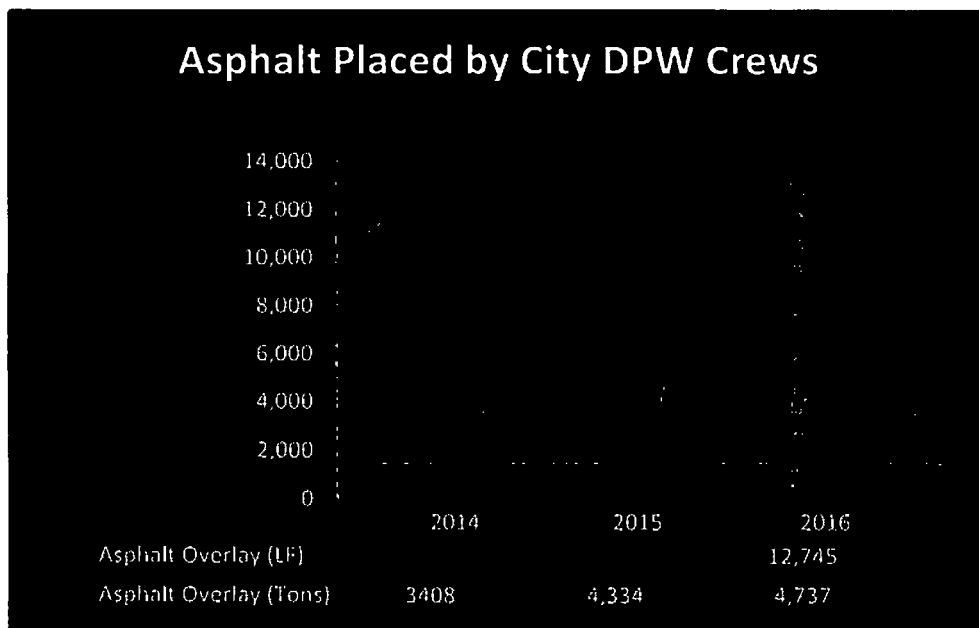 Asphalt Placed by City DPW Crews
14,000
12,000
10,000
8,000
6,000
4,000
2,000
0
2014 2015 2016
Asphalt Overlay (LF) 12,745
Asphalt Overlay (Tons) 3408 4,334 4,737